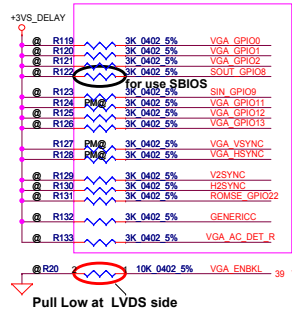 +3VS_DELAY
@ R119 3K_0402_5% VGA_GPIO0
@ R120 3K_0402_5% VGA_GPIO1
@ R121 3K_0402_5% VGA_GPIO2
@ R122 3K_0402_5% SOUT_GPIO8
for use SBIOS
@ R123 3K_0402_5% SIN_GPIO9
R124 PM@ 3K_0402_5% VGA_GPIO11
@ R125 3K_0402_5% VGA_GPIO12
@ R126 3K_0402_5% VGA_GPIO13
R127 PM@ 3K_0402_5% VGA_VSYNC
R128 PM@ 3K_0402_5% VGA_HSYNC
@ R129 3K_0402_5% V2SYNC
@ R130 3K_0402_5% H2SYNC
@ R131 3K_0402_5% ROMSE_GPIO22
@ R132 3K_0402_5% GENERICC
@ R133 3K_0402_5% VGA_AC_DET_R
@ R20 2 1 10K_0402_5% VGA_ENBKL 39
Pull Low at LVDS side